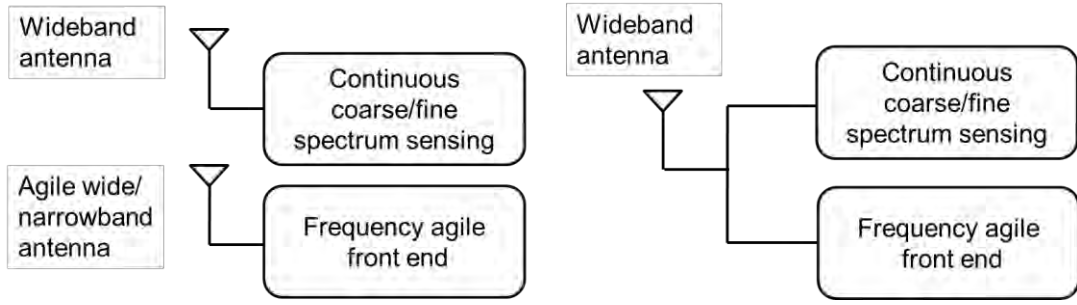 Wideband
antenna
Continuous
coarse/fine
spectrum sensing
Agile wide/
narrowband
antenna
Frequency agile
front end
Wideband
antenna
Continuous
coarse/fine
spectrum sensing
Frequency agile
front end